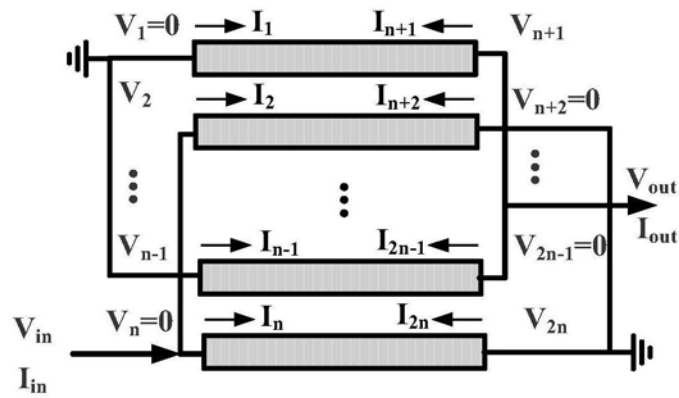 V1=0 I1 In+1 Vn+1
V2 I2 In+2 Vn+2=0
Vout
Iout
Vn-1 In-1 I2n-1 V2n-1=0
Vin Vn=0 In I2n V2n
Iin